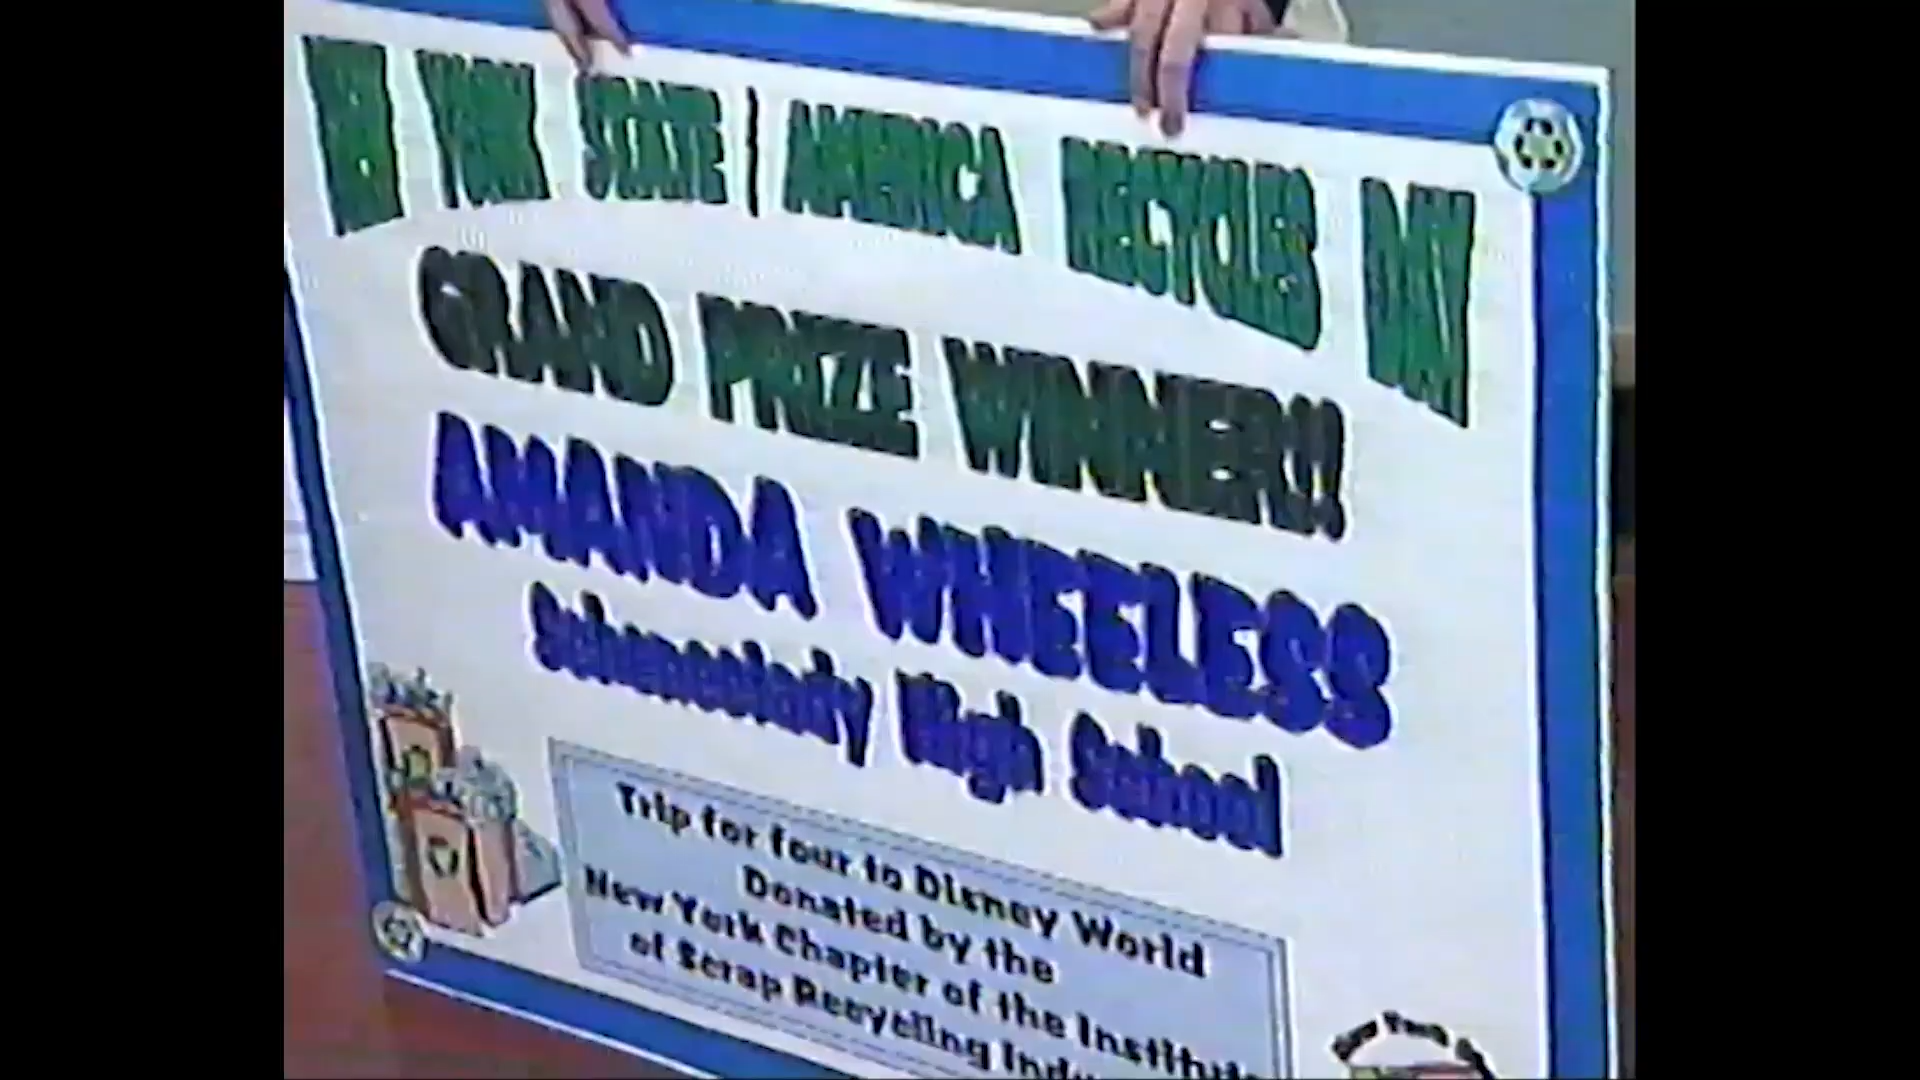 NEW YORK STATE | AMERICA RECYCLES DAY
GRAND PRIZE WINNER!!
AMANDA WHEELESS
Schenectady High School
Trip for four to Disney World
Donated by the
New York Chapter of the Institute
of Scrap Recycling